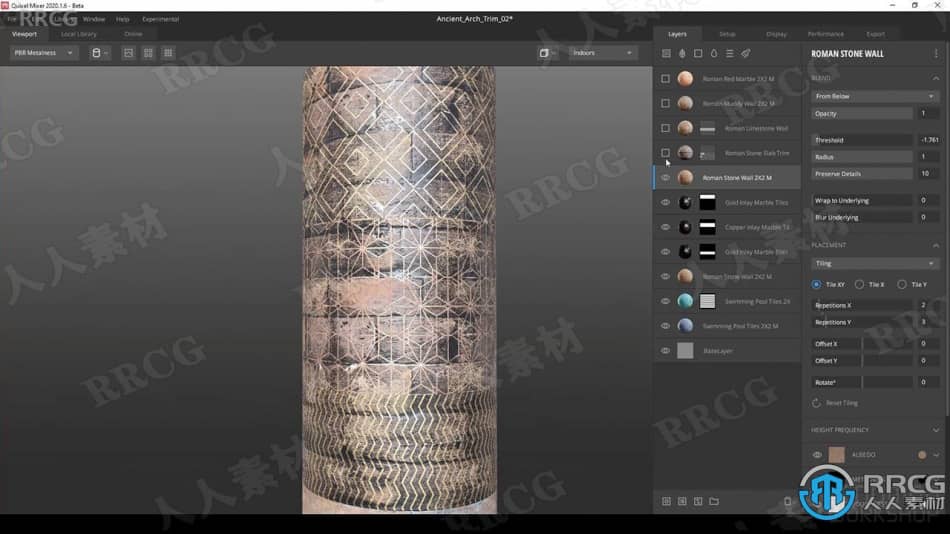 Quixel Mixer 2020.1.6 - Beta
File Edit Library Window Help Experimental
Ancient_Arch_Trim_02*
Viewport Local Library Online
PBR Metalness
Indoors
Layers Setup Display Performance Export
Roman Red Marble 2X2 M
Roman Muddy Wall 2X2 M
Roman Limestone Wall
Roman Stone Slab Trim
Roman Stone Wall 2X2 M
Gold Inlay Marble Tiles
Copper Inlay Marble Til
Gold Inlay Marble Tiles
Roman Stone Wall 2X2 M
Swimming Pool Tiles 2X
Swimming Pool Tiles 2X2 M
BaseLayer
ROMAN STONE WALL
BLEND
From Below
Opacity 1
Threshold -1.761
Radius 1
Preserve Details 10
Wrap to Underlying 0
Blur Underlying 0
PLACEMENT
Tiling
Tile XY Tile X Tile Y
Repetitions X 2
Repetitions Y 3
Offset X 0
Offset Y 0
Rotate° 0
Reset Tiling
HEIGHT FREQUENCY
ALBEDO
RRCG
人人素材
WORKSHOP